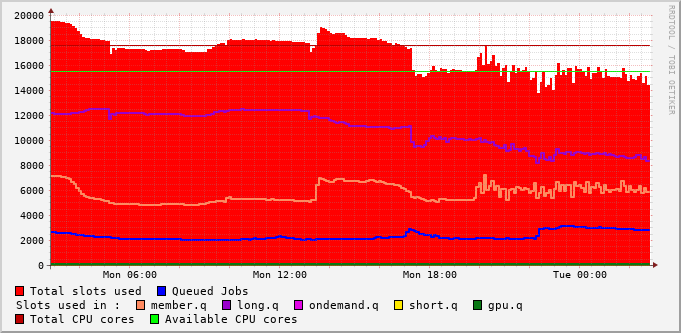 20000
18000
16000
14000
12000
10000
8000
6000
4000
2000
0
Mon 06:00 Mon 12:00 Mon 18:00 Tue 00:00
RRDTOOL / TOBI OETIKER
Total slots used Queued Jobs
Slots used in : member.q long.q ondemand.q short.q gpu.q
Total CPU cores Available CPU cores